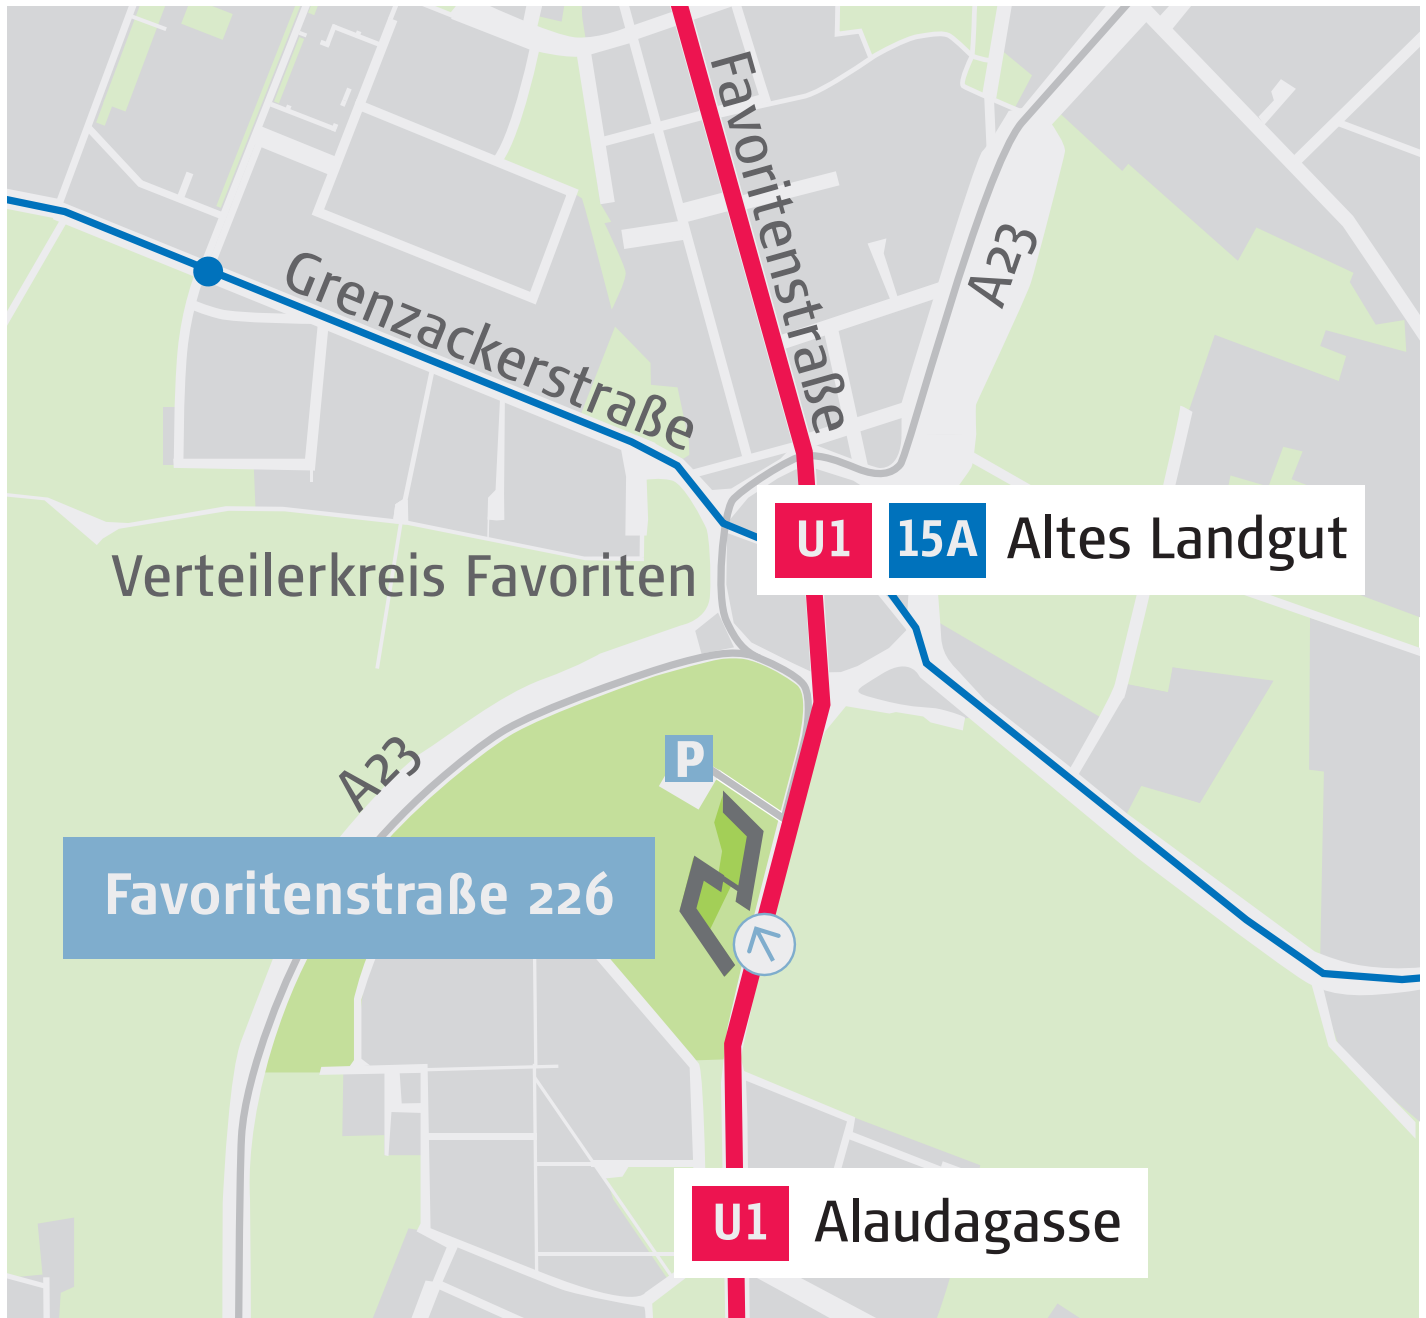 Favoritenstraße
A23
Grenzackerstraße
U1 15A Altes Landgut
Verteilerkreis Favoriten
A23
P
Favoritenstraße 226
U1 Alaudagasse